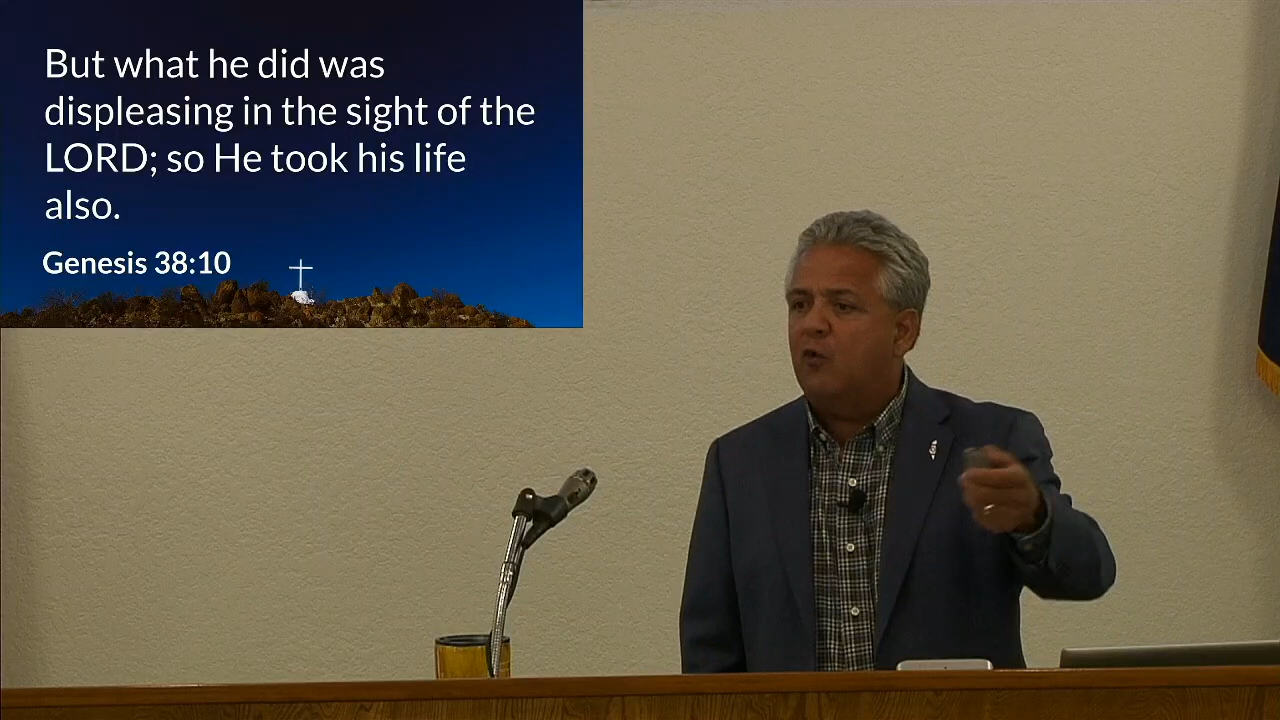 But what he did was
displeasing in the sight of the
LORD; so He took his life
also.
Genesis 38:10